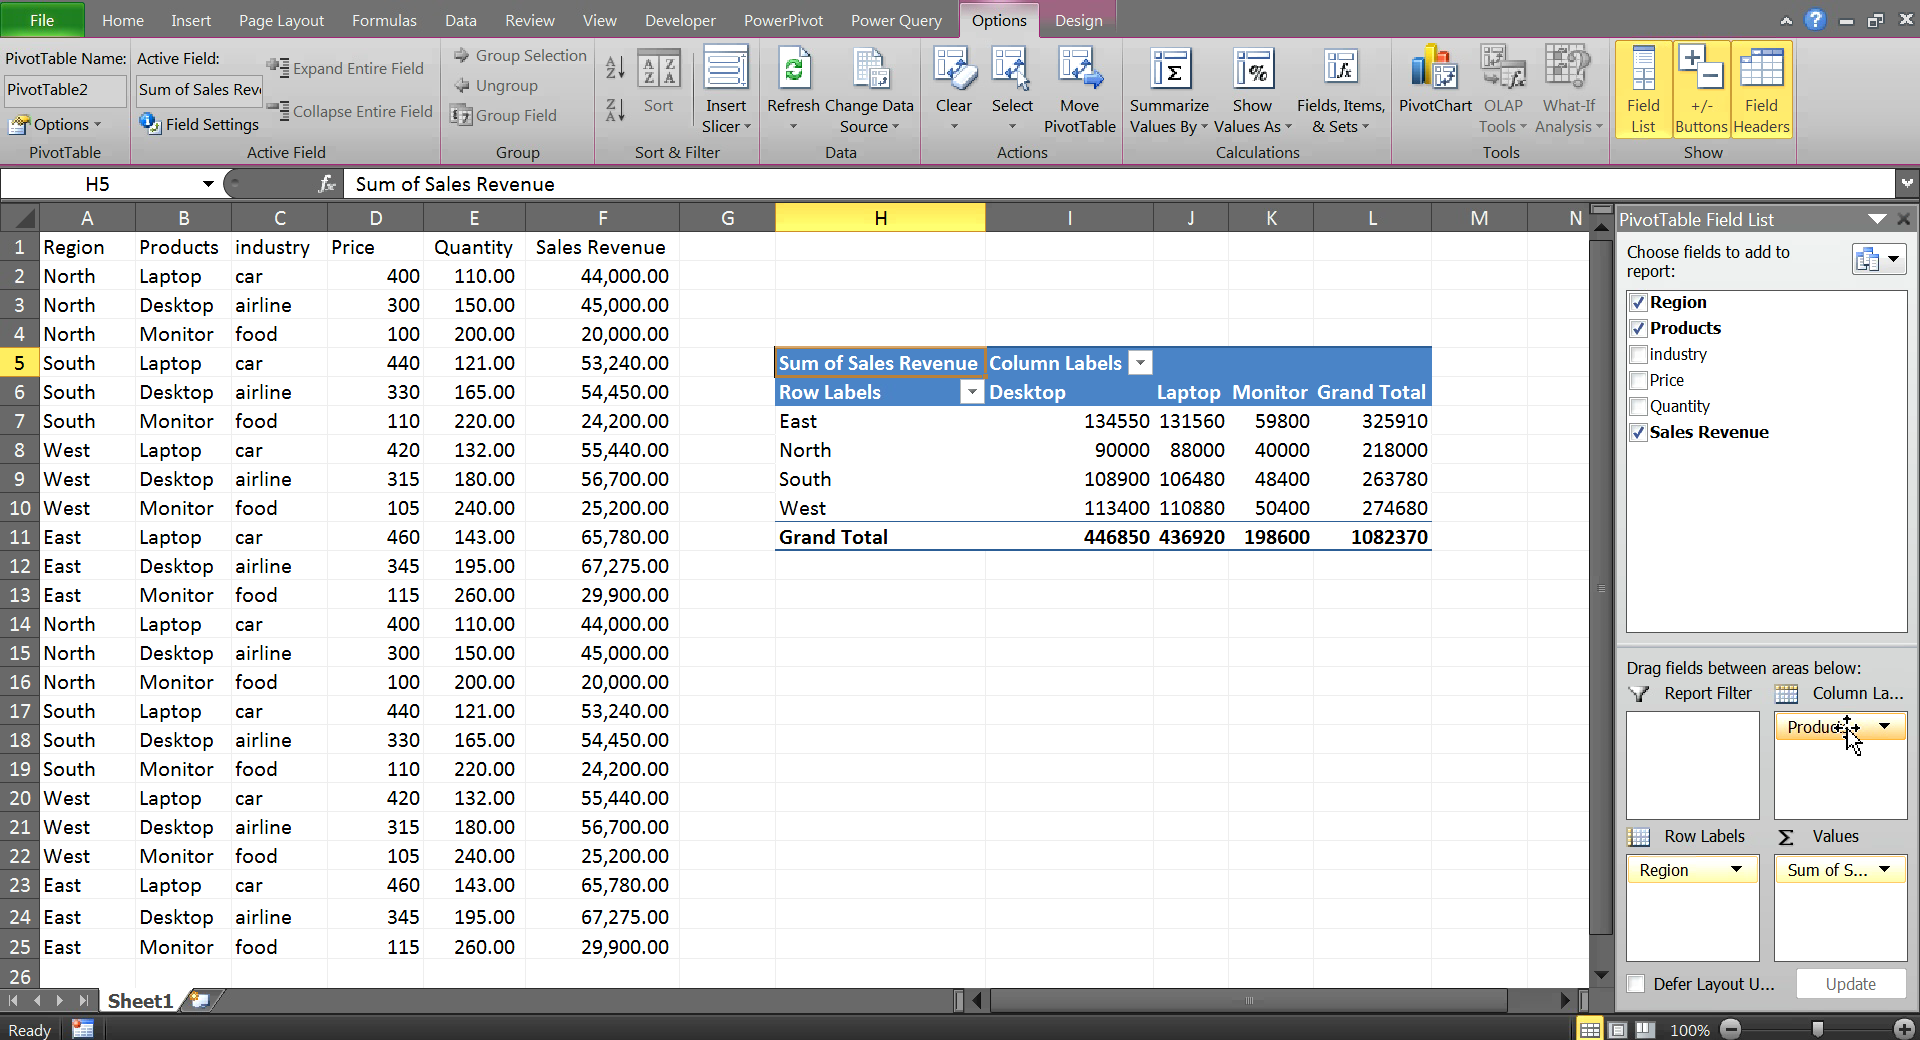 File Home Insert Page Layout Formulas Data Review View Developer PowerPivot Power Query Options Design
PivotTable Name: Active Field: Expand Entire Field Group Selection
PivotTable2 Sum of Sales Rev Collapse Entire Field Ungroup Sort Insert Slicer Refresh Change Data Source Clear Select Move PivotTable Summarize Values By Show Values As Fields, Items, & Sets PivotChart OLAP Tools What-If Analysis Field List +/- Buttons Field Headers
Options Field Settings Group Field
PivotTable Active Field Group Sort & Filter Data Actions Calculations Tools Show
H5 fx Sum of Sales Revenue
A B C D E F G H I J K L M N
1 Region Products industry Price Quantity Sales Revenue
2 North Laptop car 400 110.00 44,000.00
3 North Desktop airline 300 150.00 45,000.00
4 North Monitor food 100 200.00 20,000.00
5 South Laptop car 440 121.00 53,240.00 Sum of Sales Revenue Column Labels
6 South Desktop airline 330 165.00 54,450.00 Row Labels Desktop Laptop Monitor Grand Total
7 South Monitor food 110 220.00 24,200.00 East 134550 131560 59800 325910
8 West Laptop car 420 132.00 55,440.00 North 90000 88000 40000 218000
9 West Desktop airline 315 180.00 56,700.00 South 108900 106480 48400 263780
10 West Monitor food 105 240.00 25,200.00 West 113400 110880 50400 274680
11 East Laptop car 460 143.00 65,780.00 Grand Total 446850 436920 198600 1082370
12 East Desktop airline 345 195.00 67,275.00
13 East Monitor food 115 260.00 29,900.00
14 North Laptop car 400 110.00 44,000.00
15 North Desktop airline 300 150.00 45,000.00
16 North Monitor food 100 200.00 20,000.00
17 South Laptop car 440 121.00 53,240.00
18 South Desktop airline 330 165.00 54,450.00
19 South Monitor food 110 220.00 24,200.00
20 West Laptop car 420 132.00 55,440.00
21 West Desktop airline 315 180.00 56,700.00
22 West Monitor food 105 240.00 25,200.00
23 East Laptop car 460 143.00 65,780.00
24 East Desktop airline 345 195.00 67,275.00
25 East Monitor food 115 260.00 29,900.00
26
PivotTable Field List
Choose fields to add to
report:
Region
Products
industry
Price
Quantity
Sales Revenue
Drag fields between areas below:
Report Filter Column La...
Row Labels Σ Values
Region Sum of S...
Defer Layout U... Update
Sheet1
Ready 100%